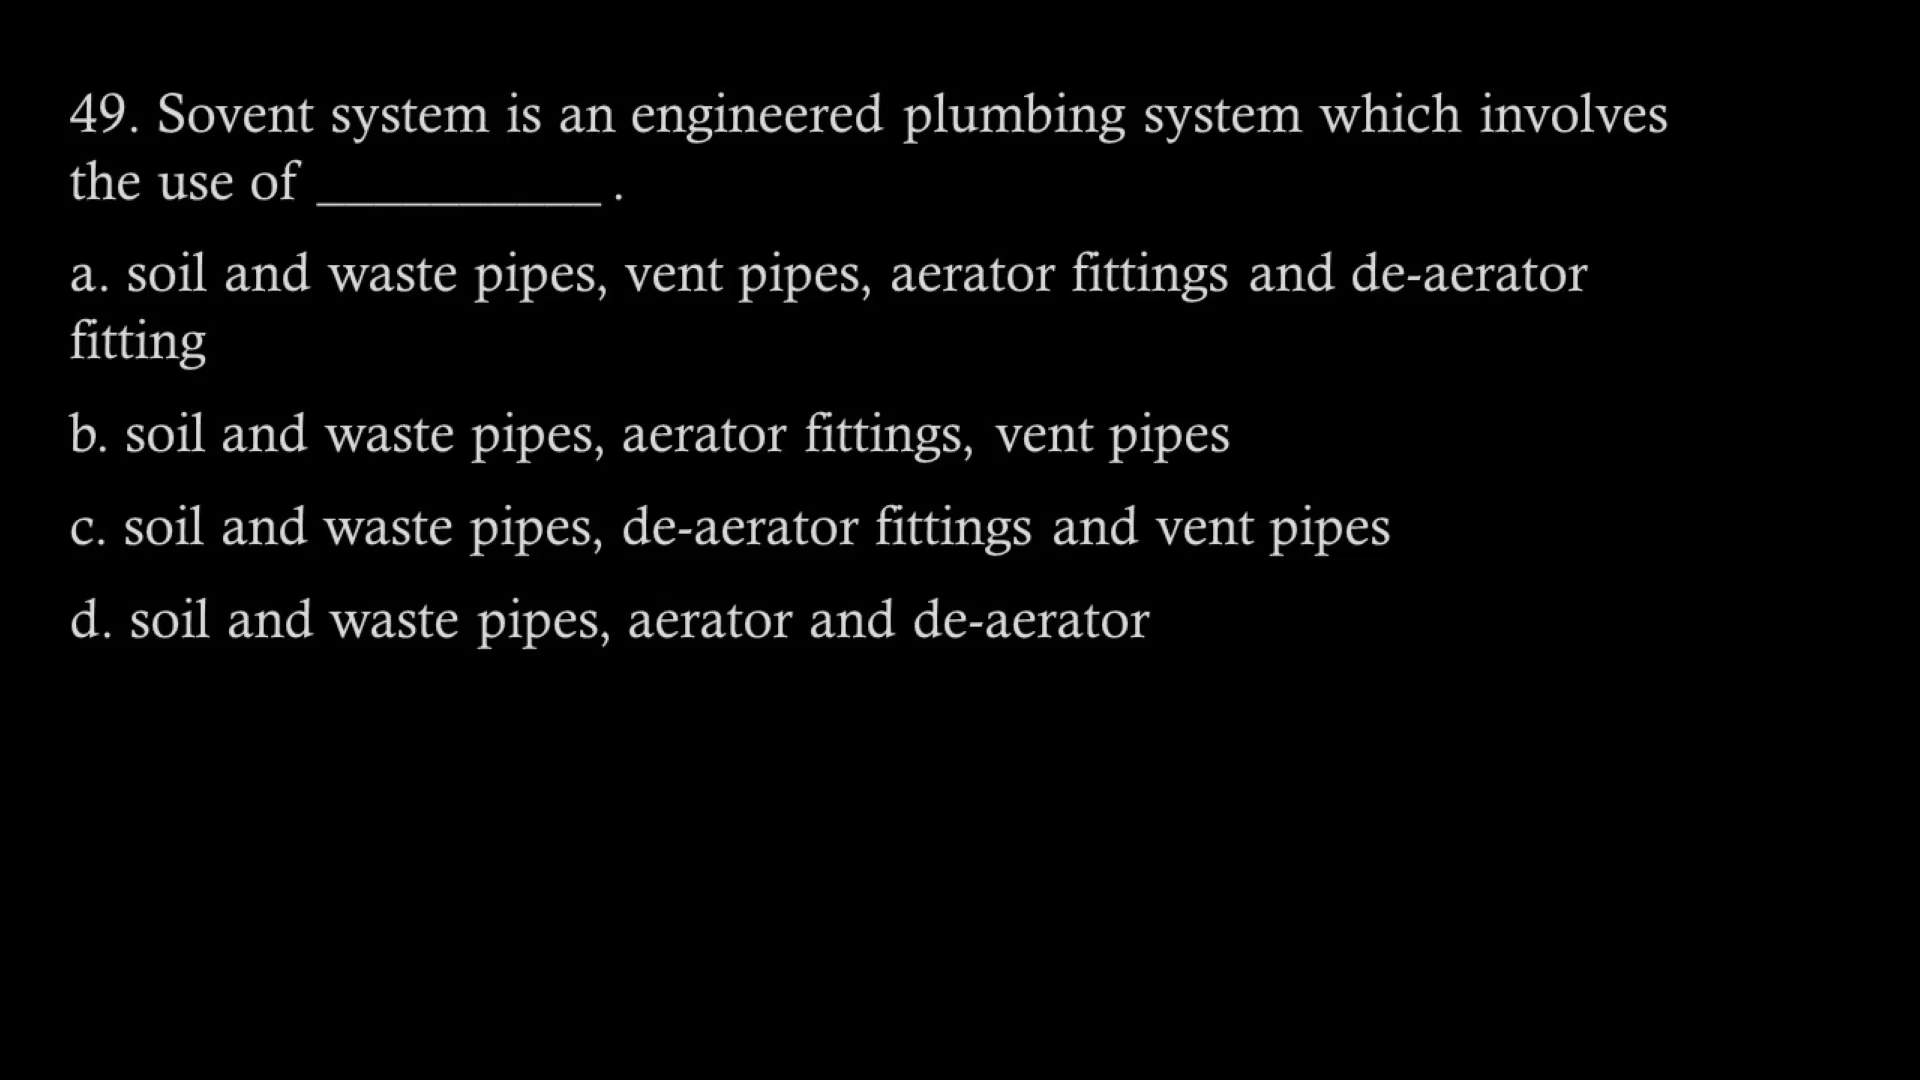 49. Sovent system is an engineered plumbing system which involves
the use of __________ .
a. soil and waste pipes, vent pipes, aerator fittings and de-aerator
fitting
b. soil and waste pipes, aerator fittings, vent pipes
c. soil and waste pipes, de-aerator fittings and vent pipes
d. soil and waste pipes, aerator and de-aerator